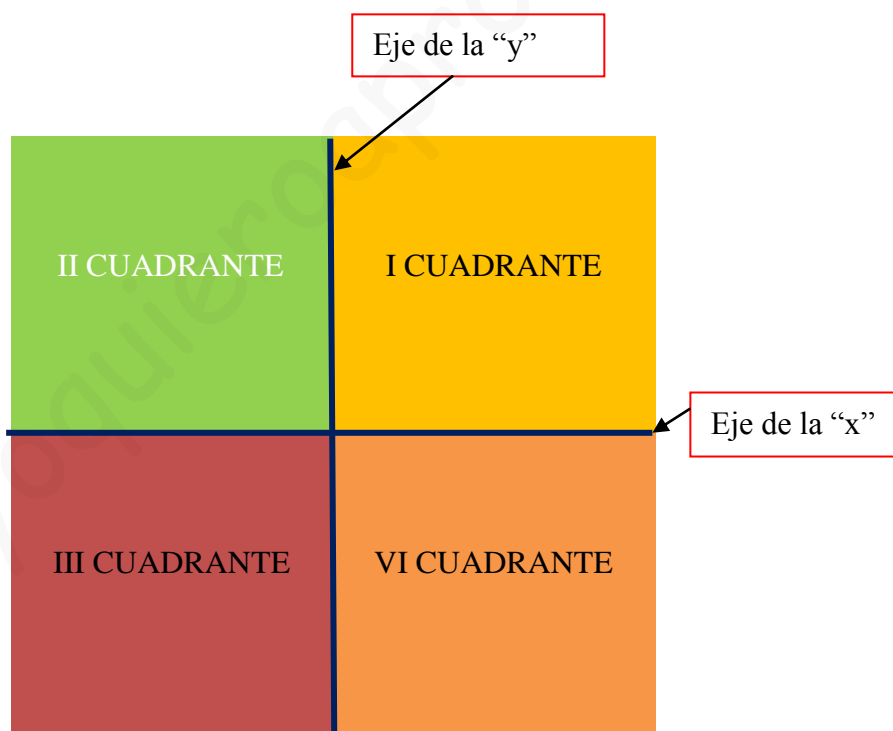 Eje de la “y”
II CUADRANTE
I CUADRANTE
Eje de la “x”
III CUADRANTE
VI CUADRANTE